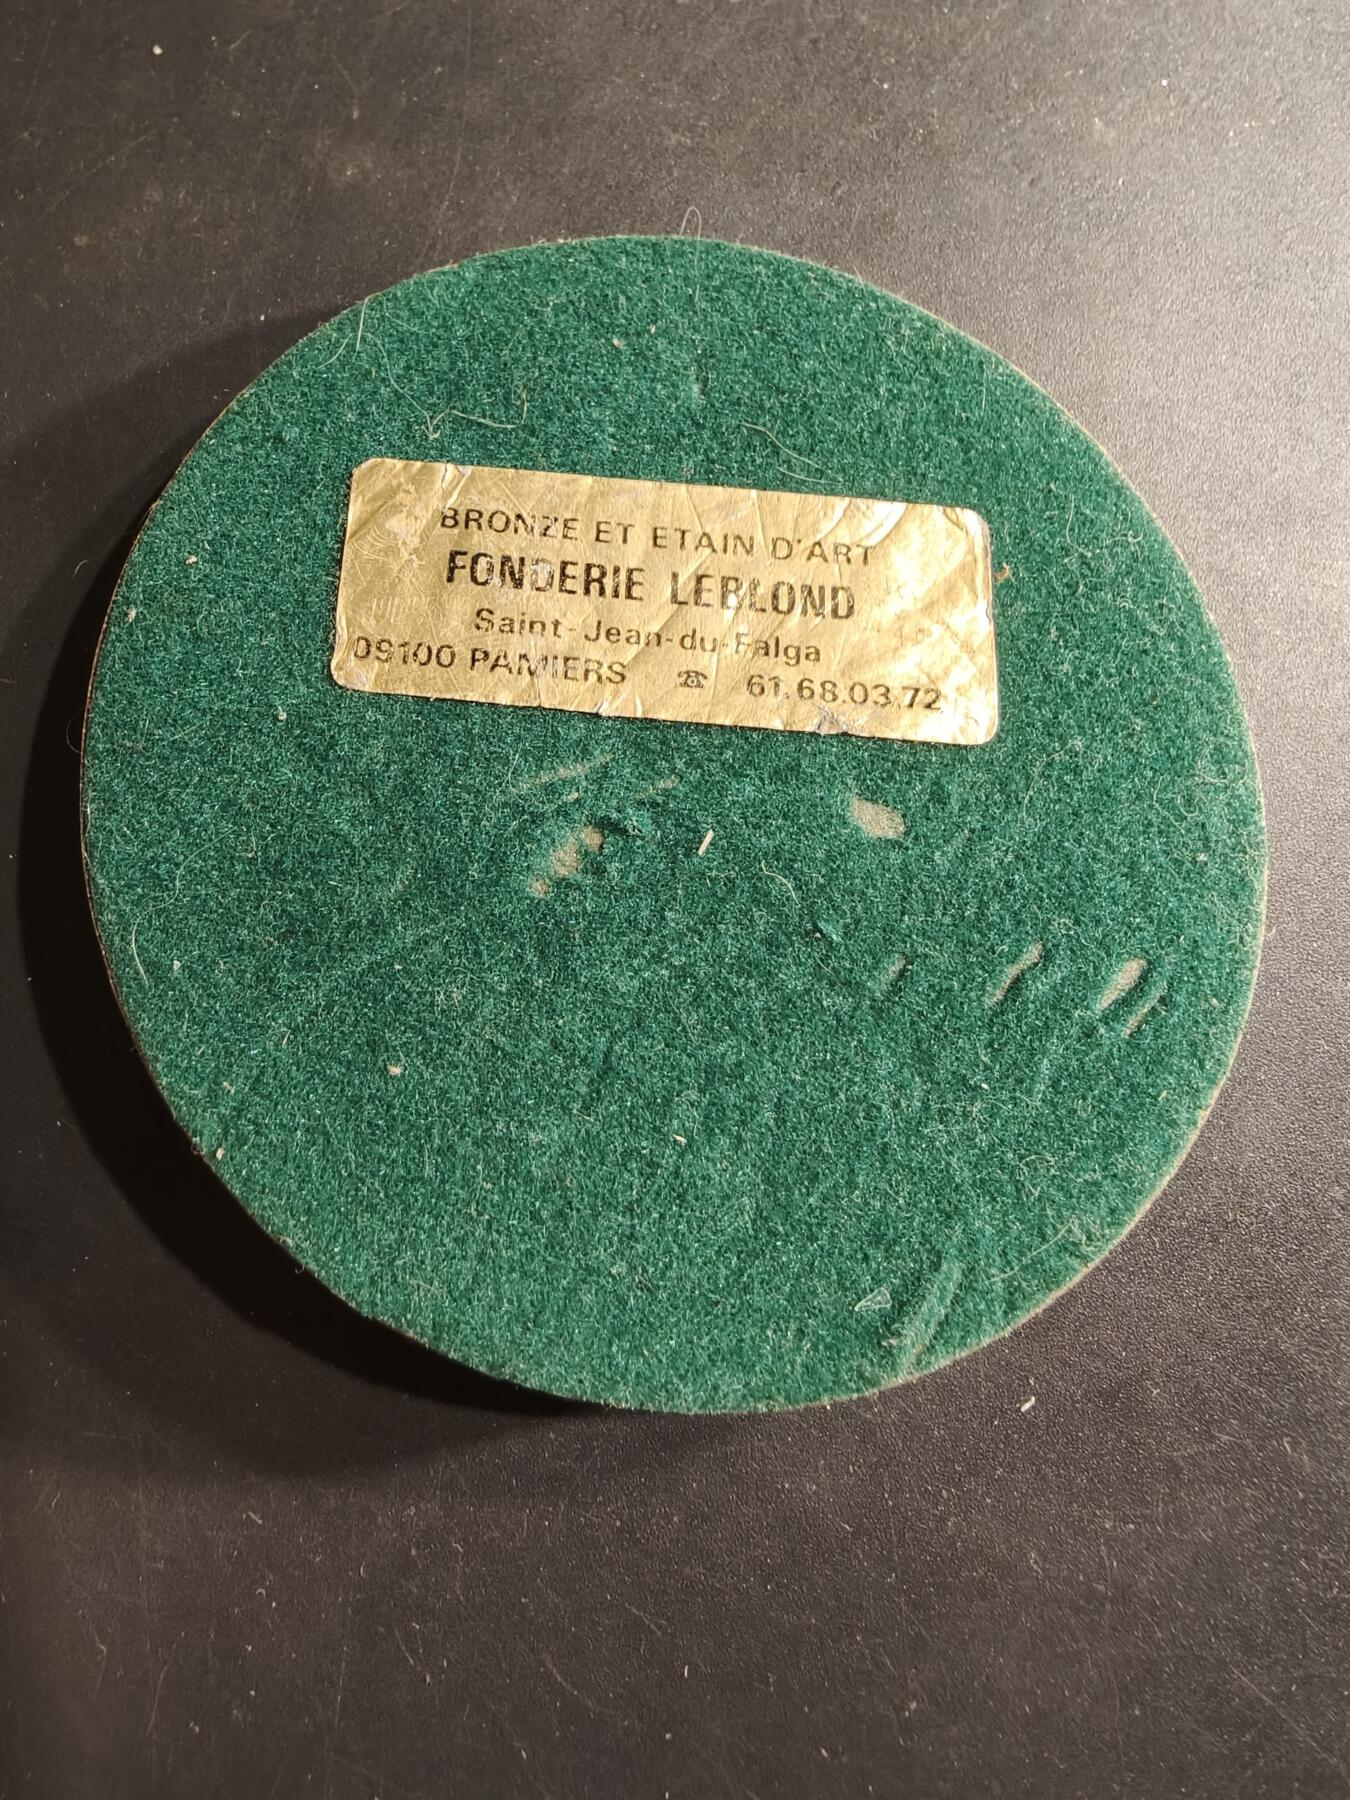 BRONZE ET ETAIN D'ART
FONDERIE LEBLOND
Saint-Jean-du-Falga
09100 PAMIERS ☎ 61.68.03.72